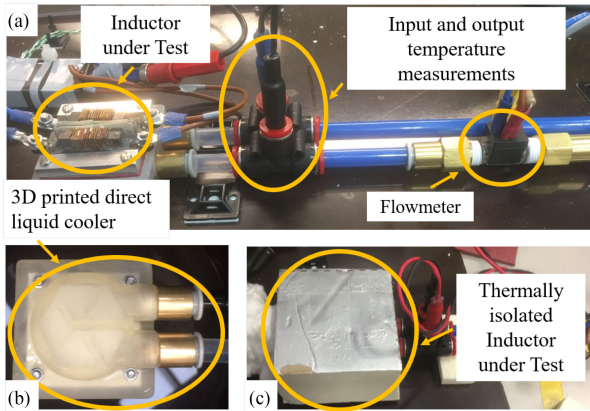 (a)
Inductor
under Test
Input and output
temperature
measurements
3D printed direct
liquid cooler
Flowmeter
(b)
(c)
Thermally
isolated
Inductor
under Test